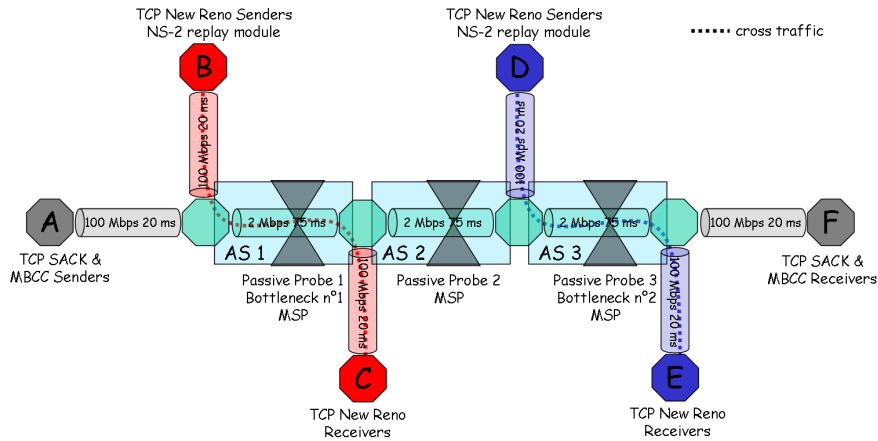 TCP New Reno Senders
NS-2 replay module
TCP New Reno Senders
NS-2 replay module
cross traffic
B
D
100 Mbps 20 ms
100 Mbps 20 ms
A
100 Mbps 20 ms
2 Mbps 75 ms
2 Mbps 75 ms
2 Mbps 75 ms
100 Mbps 20 ms
F
AS 1
AS 2
AS 3
TCP SACK &
MBCC Senders
Passive Probe 1
Bottleneck nº1
MSP
Passive Probe 2
MSP
Passive Probe 3
Bottleneck nº2
MSP
TCP SACK &
MBCC Receivers
100 Mbps 20 ms
100 Mbps 20 ms
C
E
TCP New Reno
Receivers
TCP New Reno
Receivers